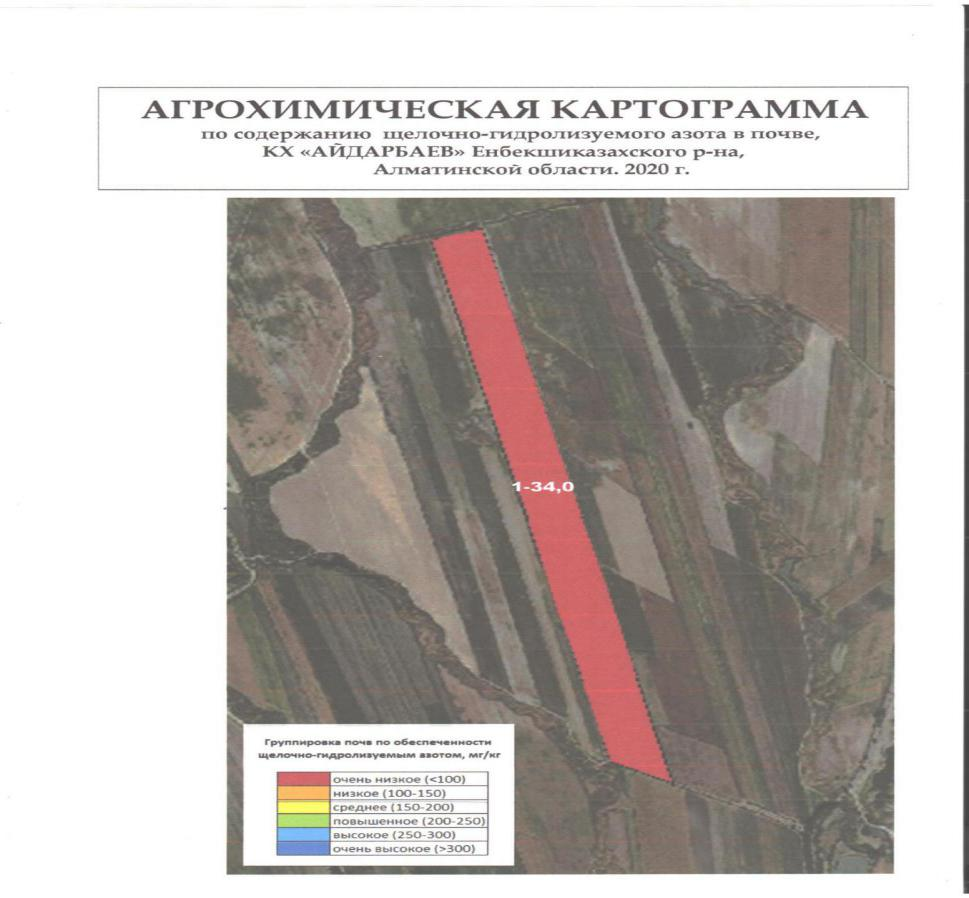 АГРОХИМИЧЕСКАЯ КАРТОГРАММА
по содержанию щелочно-гидролизуемого азота в почве,
КХ «АЙДАРБАЕВ» Енбекшиказахского р-на,
Алматинской области. 2020 г.
1-34,0
Группировка почв по обеспеченности
щелочно-гидролизуемым азотом, мг/кг
очень низкое (<100)
низкое (100-150)
среднее (150-200)
повышенное (200-250)
высокое (250-300)
очень высокое (>300)